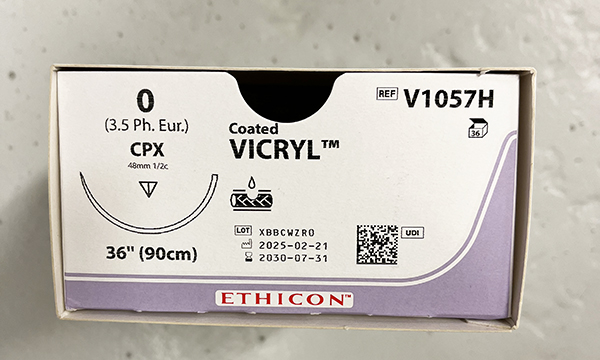 0
(3.5 Ph. Eur.)
CPX
48mm 1/2c
36" (90cm)
Coated
VICRYL™
LOT XBBCWZR0
2025-02-21
2030-07-31
UDI
REF V1057H
36
ETHICON™